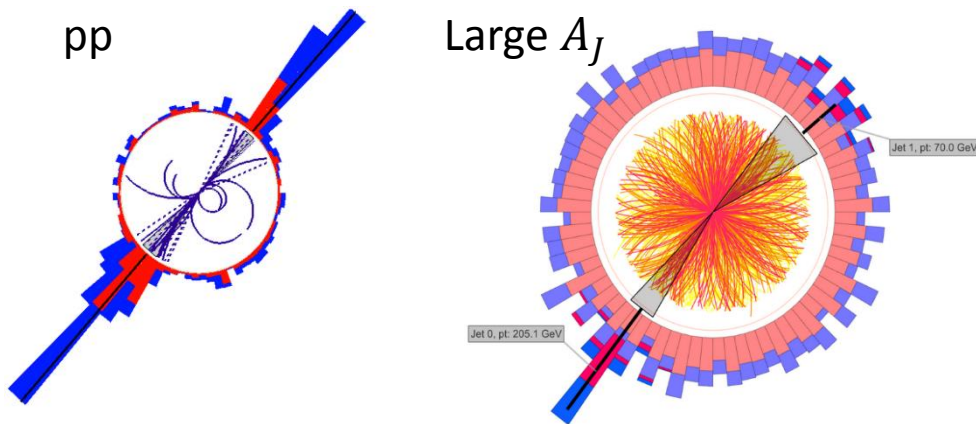 pp
Large A_J
Jet 1, pt: 70.0 GeV
Jet 0, pt: 205.1 GeV